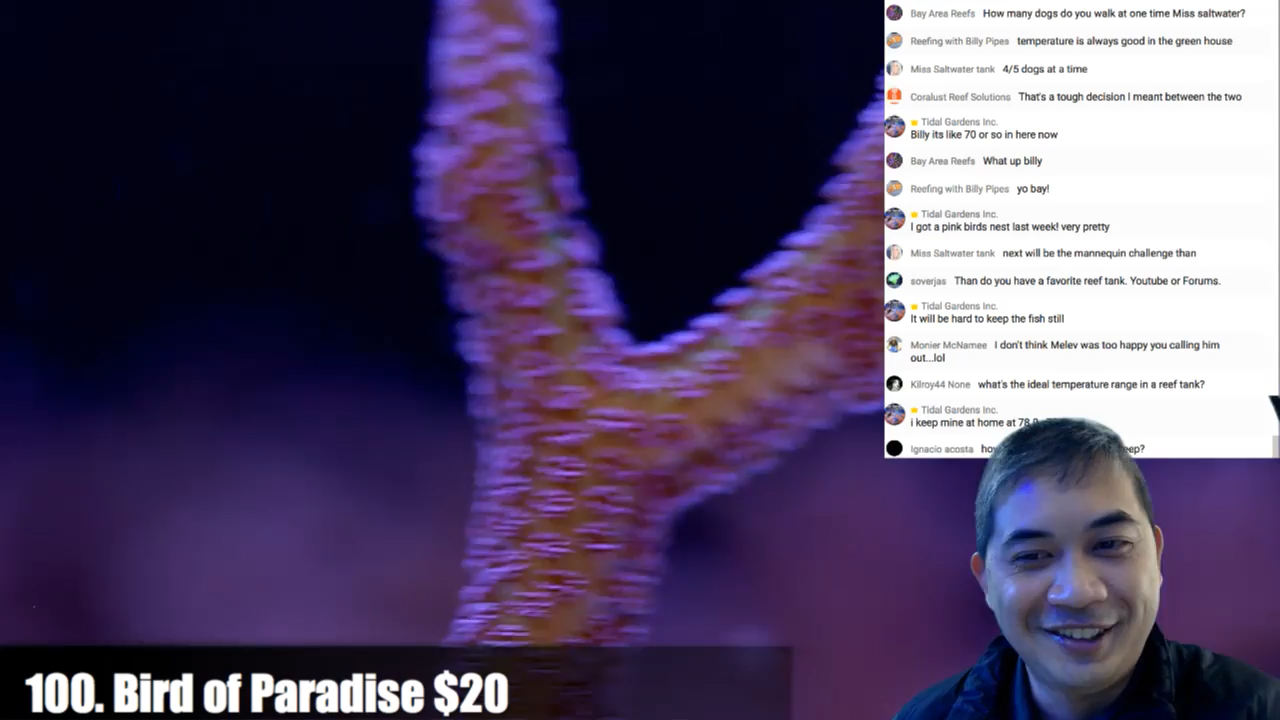 Bay Area Reefs How many dogs do you walk at one time Miss saltwater?
Reefing with Billy Pipes temperature is always good in the green house
Miss Saltwater tank 4/5 dogs at a time
Coralust Reef Solutions That's a tough decision I meant between the two
Tidal Gardens Inc.
Billy its like 70 or so in here now
Bay Area Reefs What up billy
Reefing with Billy Pipes yo bay!
Tidal Gardens Inc.
I got a pink birds nest last week! very pretty
Miss Saltwater tank next will be the mannequin challenge than
soverjas Than do you have a favorite reef tank. Youtube or Forums.
Tidal Gardens Inc.
It will be hard to keep the fish still
Monier McNamee I don't think Melev was too happy you calling him
out...lol
Kilroy44 None what's the ideal temperature range in a reef tank?
Tidal Gardens Inc.
i keep mine at home at 78
Ignacio acosta
100. Bird of Paradise $20